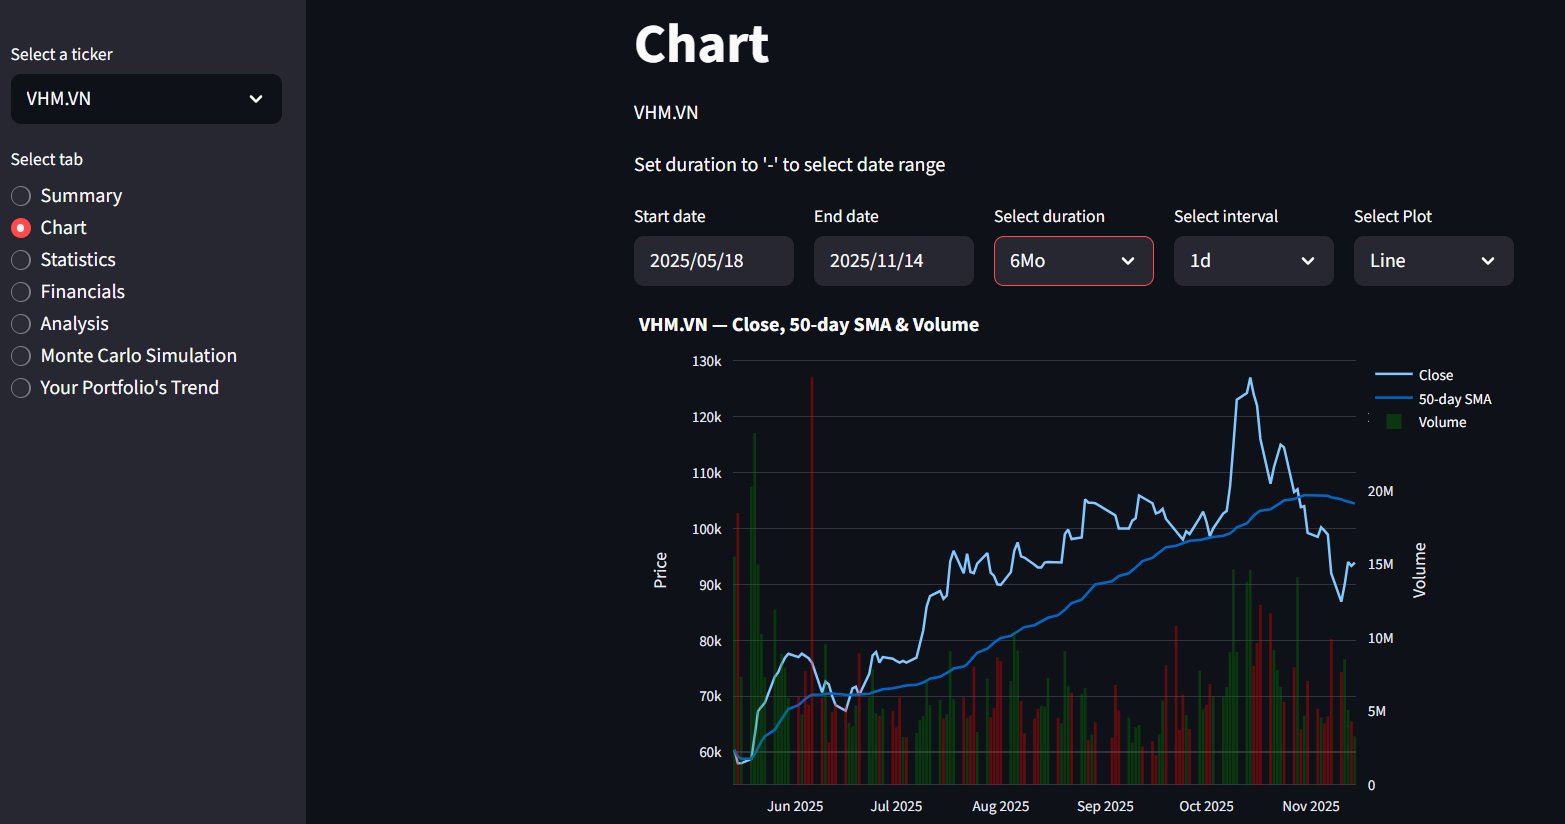 Select a ticker
VHM.VN
Select tab
Summary
Chart
Statistics
Financials
Analysis
Monte Carlo Simulation
Your Portfolio's Trend
Chart
VHM.VN
Set duration to '-' to select date range
Start date End date Select duration Select interval Select Plot
2025/05/18 2025/11/14 6Mo 1d Line
VHM.VN — Close, 50-day SMA & Volume
130k
120k
110k
100k
90k
80k
70k
60k
Price
Close
50-day SMA
Volume
20M
15M
10M
5M
0
Volume
Jun 2025 Jul 2025 Aug 2025 Sep 2025 Oct 2025 Nov 2025